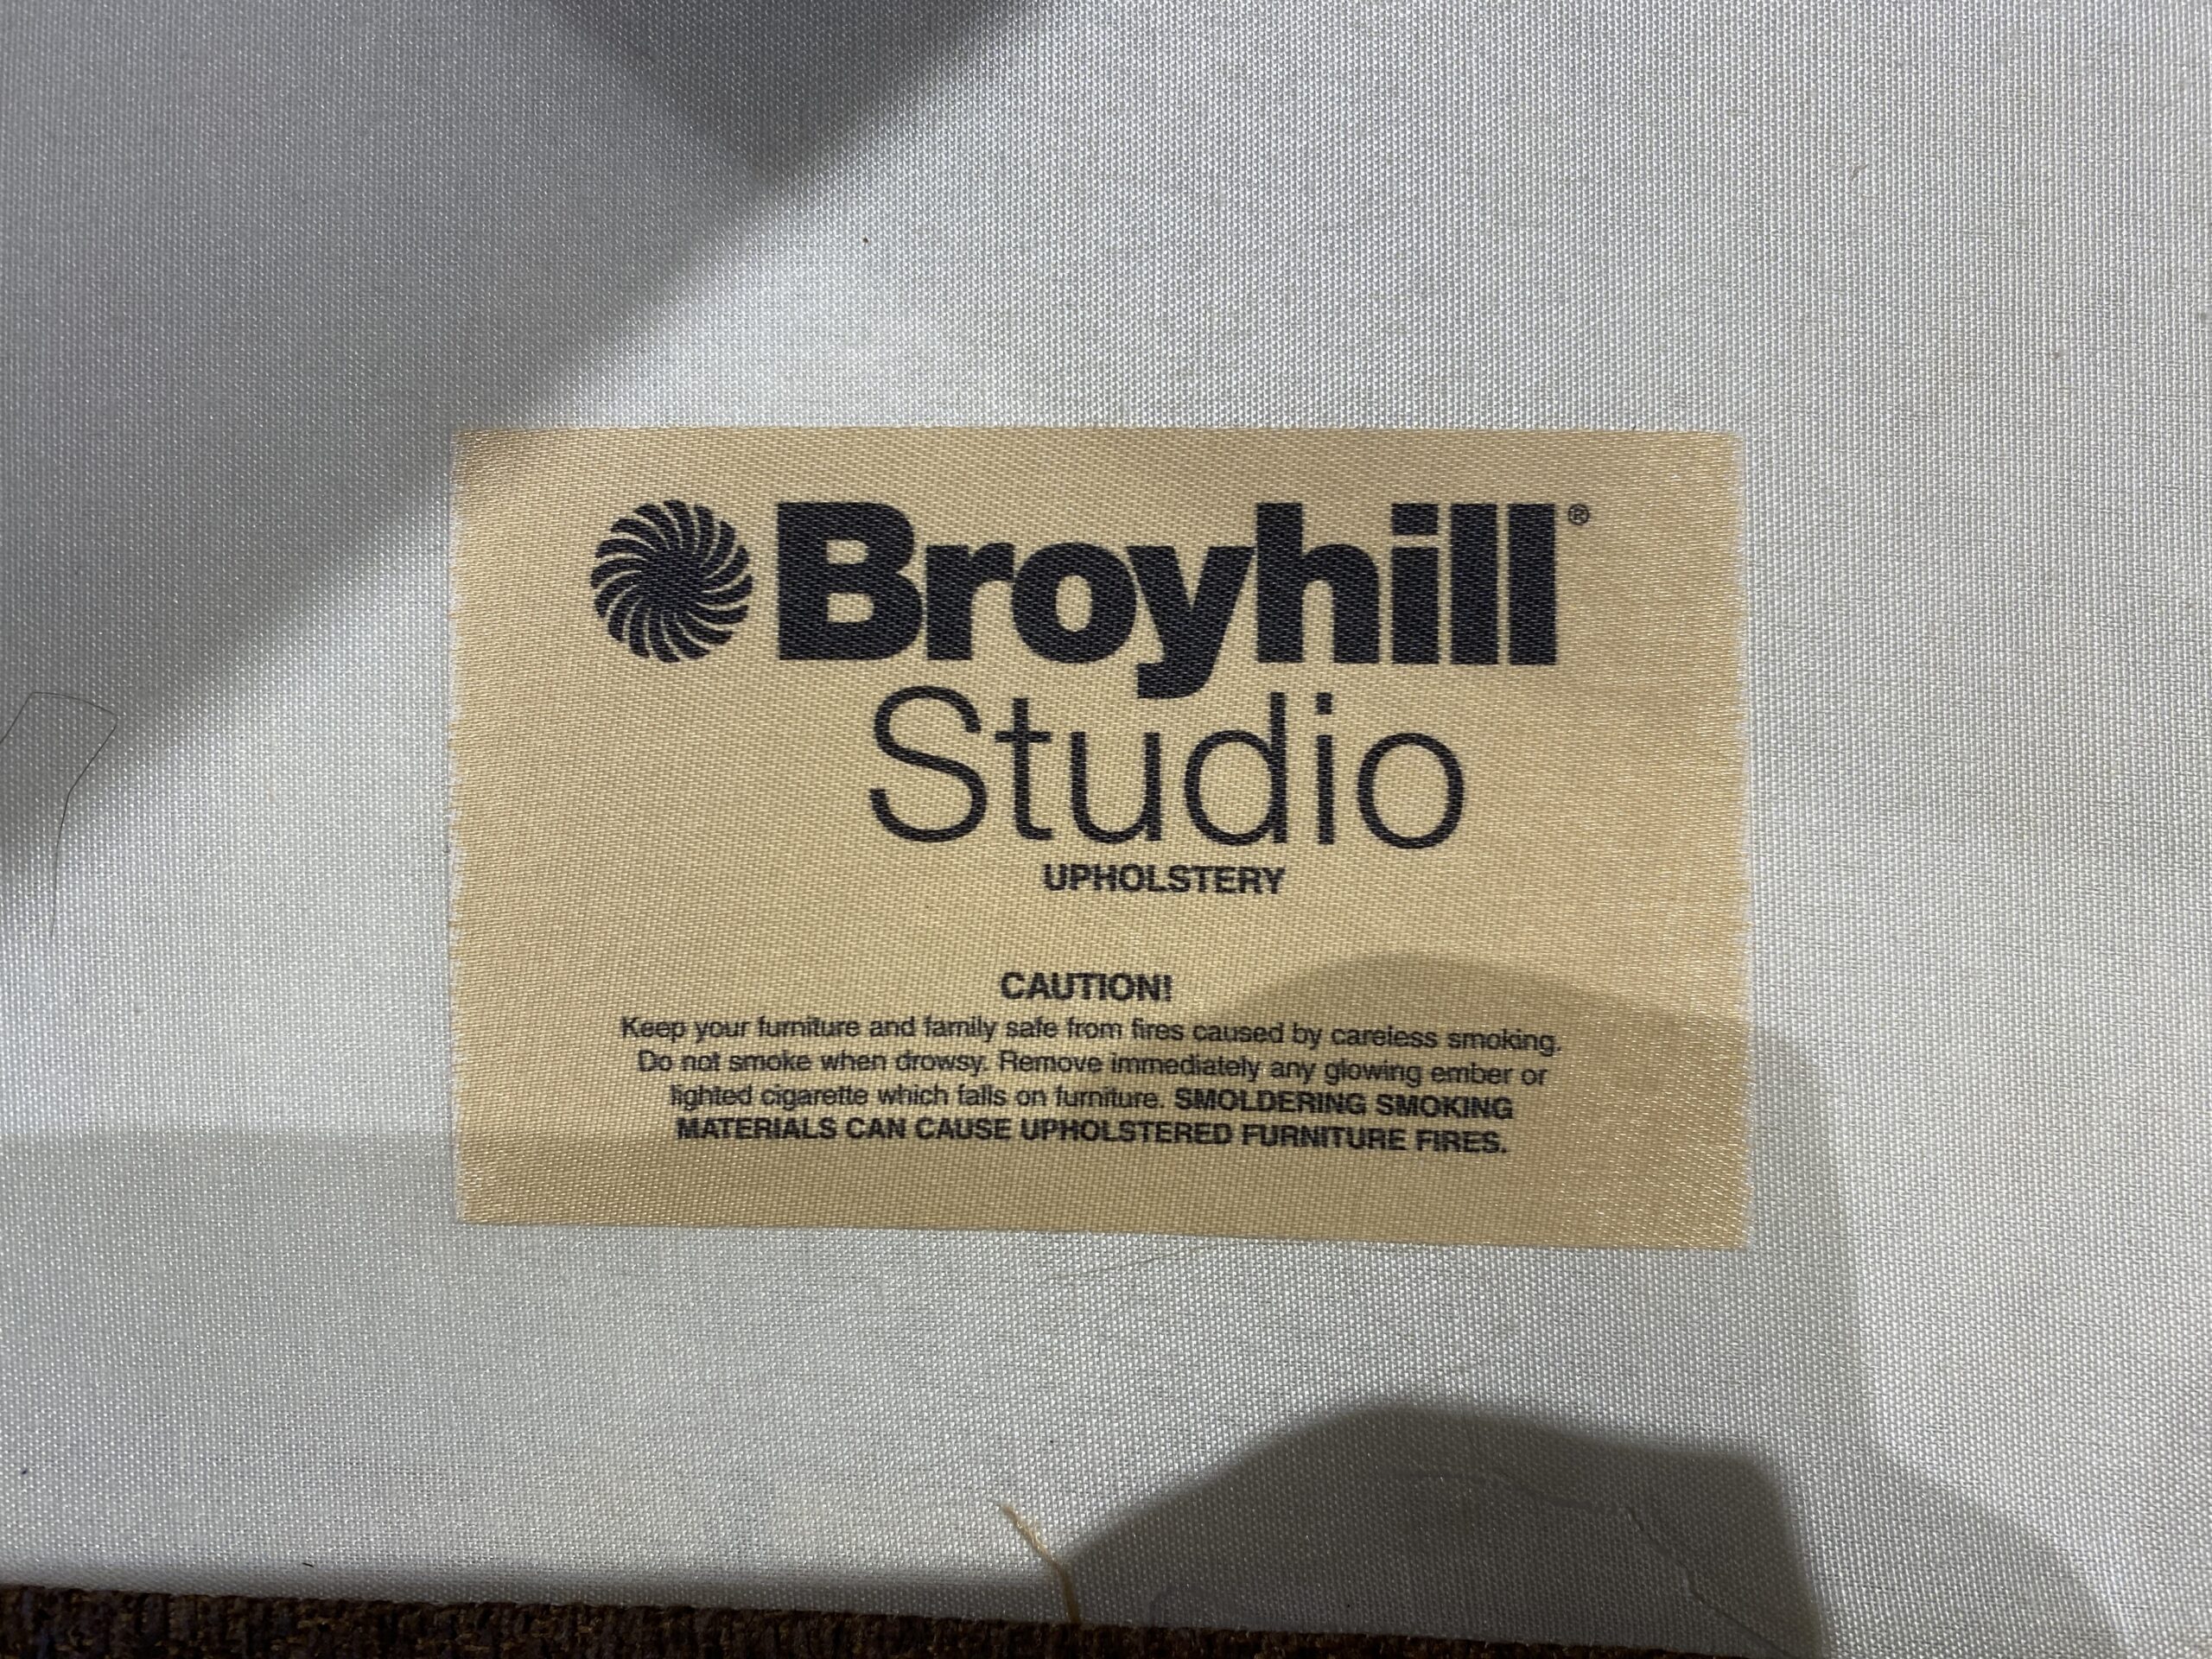 Broyhill®
Studio
UPHOLSTERY
CAUTION!
Keep your furniture and family safe from fires caused by careless smoking.
Do not smoke when drowsy. Remove immediately any glowing ember or
lighted cigarette which falls on furniture. SMOLDERING SMOKING
MATERIALS CAN CAUSE UPHOLSTERED FURNITURE FIRES.